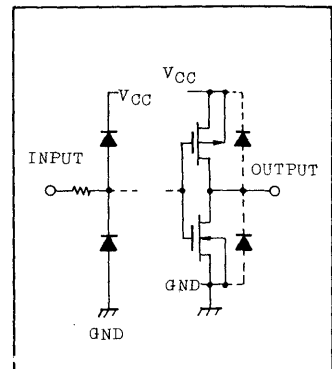 VCC
VCC
INPUT
OUTPUT
GND
GND